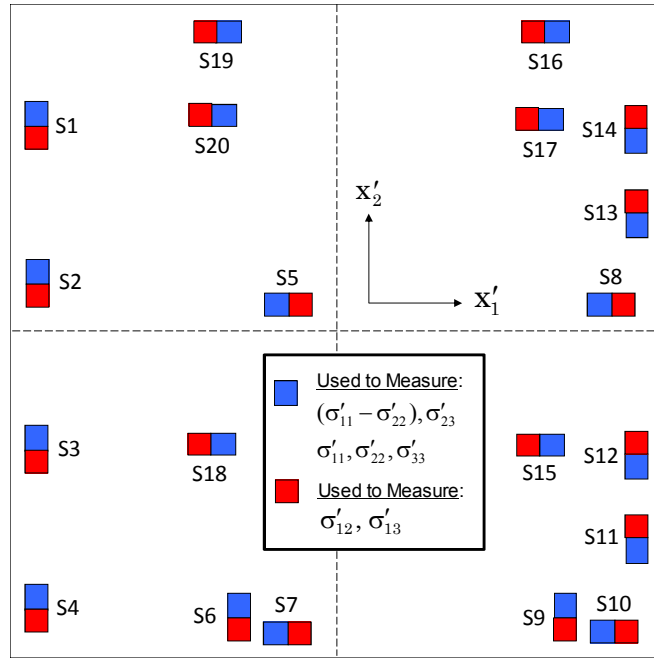 S19
S16
S1
S20
S17
S14
x′₂
S13
S2
S5
S8
x′₁
Used to Measure:
(σ′₁₁ − σ′₂₂), σ′₂₃
σ′₁₁, σ′₂₂, σ′₃₃
Used to Measure:
σ′₁₂, σ′₁₃
S3
S18
S15
S12
S11
S4
S6
S7
S9
S10